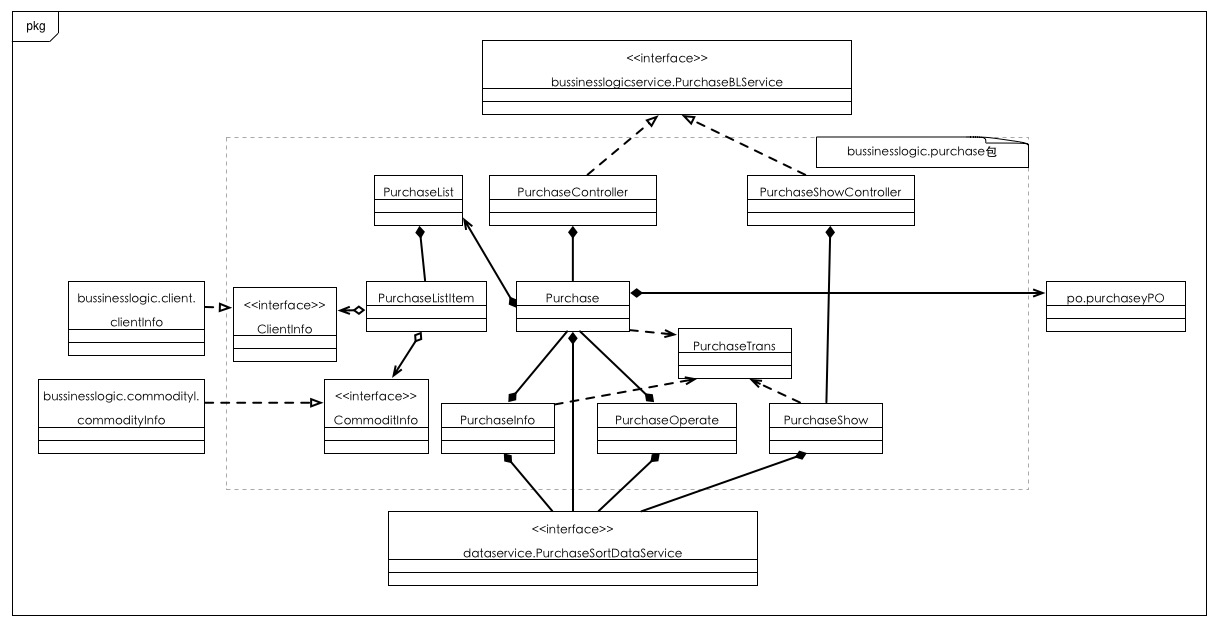 pkg
<<interface>>
bussinesslogicservice.PurchaseBLService
bussinesslogic.purchase包
PurchaseList
PurchaseController
PurchaseShowController
bussinesslogic.client.
clientInfo
<<interface>>
ClientInfo
PurchaseListItem
Purchase
po.purchaseyPO
PurchaseTrans
bussinesslogic.commodityl.
commodityInfo
<<interface>>
CommoditInfo
PurchaseInfo
PurchaseOperate
PurchaseShow
<<interface>>
dataservice.PurchaseSortDataService